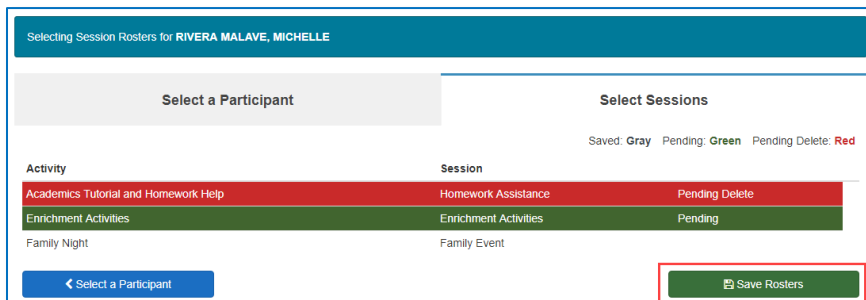 Selecting Session Rosters for RIVERA MALAVE, MICHELLE
Select a Participant Select Sessions
Saved: Gray Pending: Green Pending Delete: Red
Activity Session
Academics Tutorial and Homework Help Homework Assistance Pending Delete
Enrichment Activities Enrichment Activities Pending
Family Night Family Event
Select a Participant Save Rosters